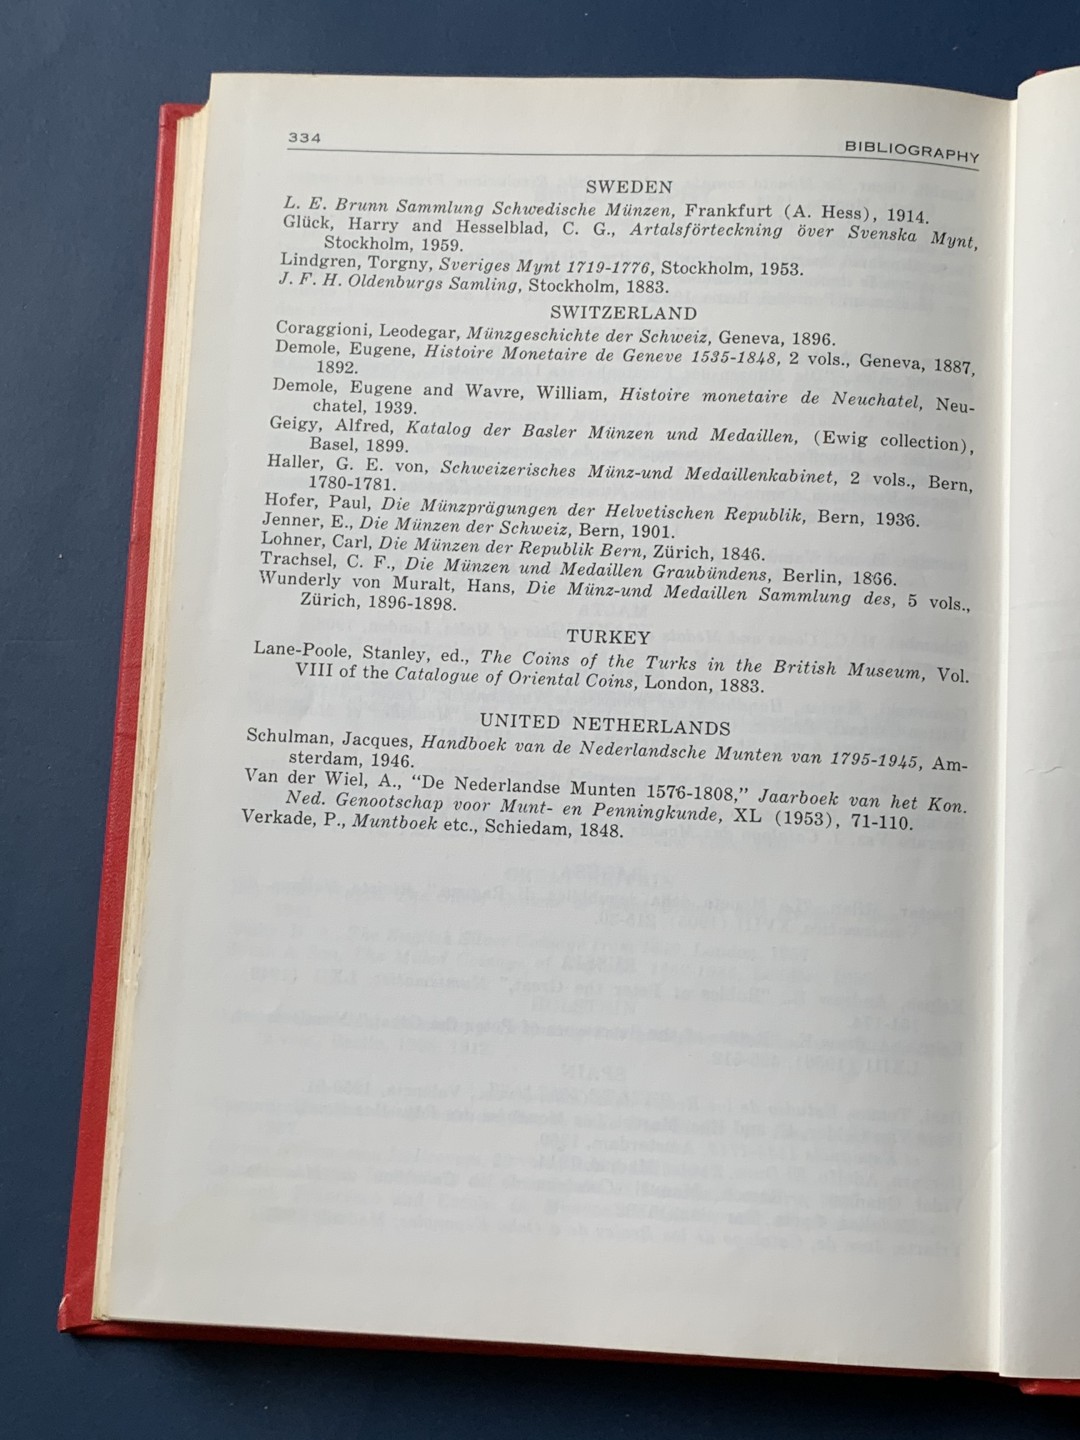 334
BIBLIOGRAPHY
SWEDEN
L. E. Brunn Sammlung Schwedische Münzen, Frankfurt (A. Hess), 1914.
Glück, Harry and Hesselblad, C. G., Artalsförteckning över Svenska Mynt,
Stockholm, 1959.
Lindgren, Torgny, Sveriges Mynt 1719-1776, Stockholm, 1953.
J. F. H. Oldenburgs Samling, Stockholm, 1883.
SWITZERLAND
Coraggioni, Leodegar, Münzgeschichte der Schweiz, Geneva, 1896.
Demole, Eugene, Histoire Monetaire de Geneve 1535-1848, 2 vols., Geneva, 1887,
1892.
Demole, Eugene and Wavre, William, Histoire monetaire de Neuchatel, Neu-
chatel, 1939.
Geigy, Alfred, Katalog der Basler Münzen und Medaillen, (Ewig collection),
Basel, 1899.
Haller, G. E. von, Schweizerisches Münz-und Medaillenkabinet, 2 vols., Bern,
1780-1781.
Hofer, Paul, Die Münzprägungen der Helvetischen Republik, Bern, 1936.
Jenner, E., Die Münzen der Schweiz, Bern, 1901.
Lohner, Carl, Die Münzen der Republik Bern, Zürich, 1846.
Trachsel, C. F., Die Münzen und Medaillen Graubündens, Berlin, 1866.
Wunderly von Muralt, Hans, Die Münz-und Medaillen Sammlung des, 5 vols.,
Zürich, 1896-1898.
TURKEY
Lane-Poole, Stanley, ed., The Coins of the Turks in the British Museum, Vol.
VIII of the Catalogue of Oriental Coins, London, 1883.
UNITED NETHERLANDS
Schulman, Jacques, Handboek van de Nederlandsche Munten van 1795-1945, Am-
sterdam, 1946.
Van der Wiel, A., “De Nederlandse Munten 1576-1808,” Jaarboek van het Kon.
Ned. Genootschap voor Munt- en Penningkunde, XL (1953), 71-110.
Verkade, P., Muntboek etc., Schiedam, 1848.